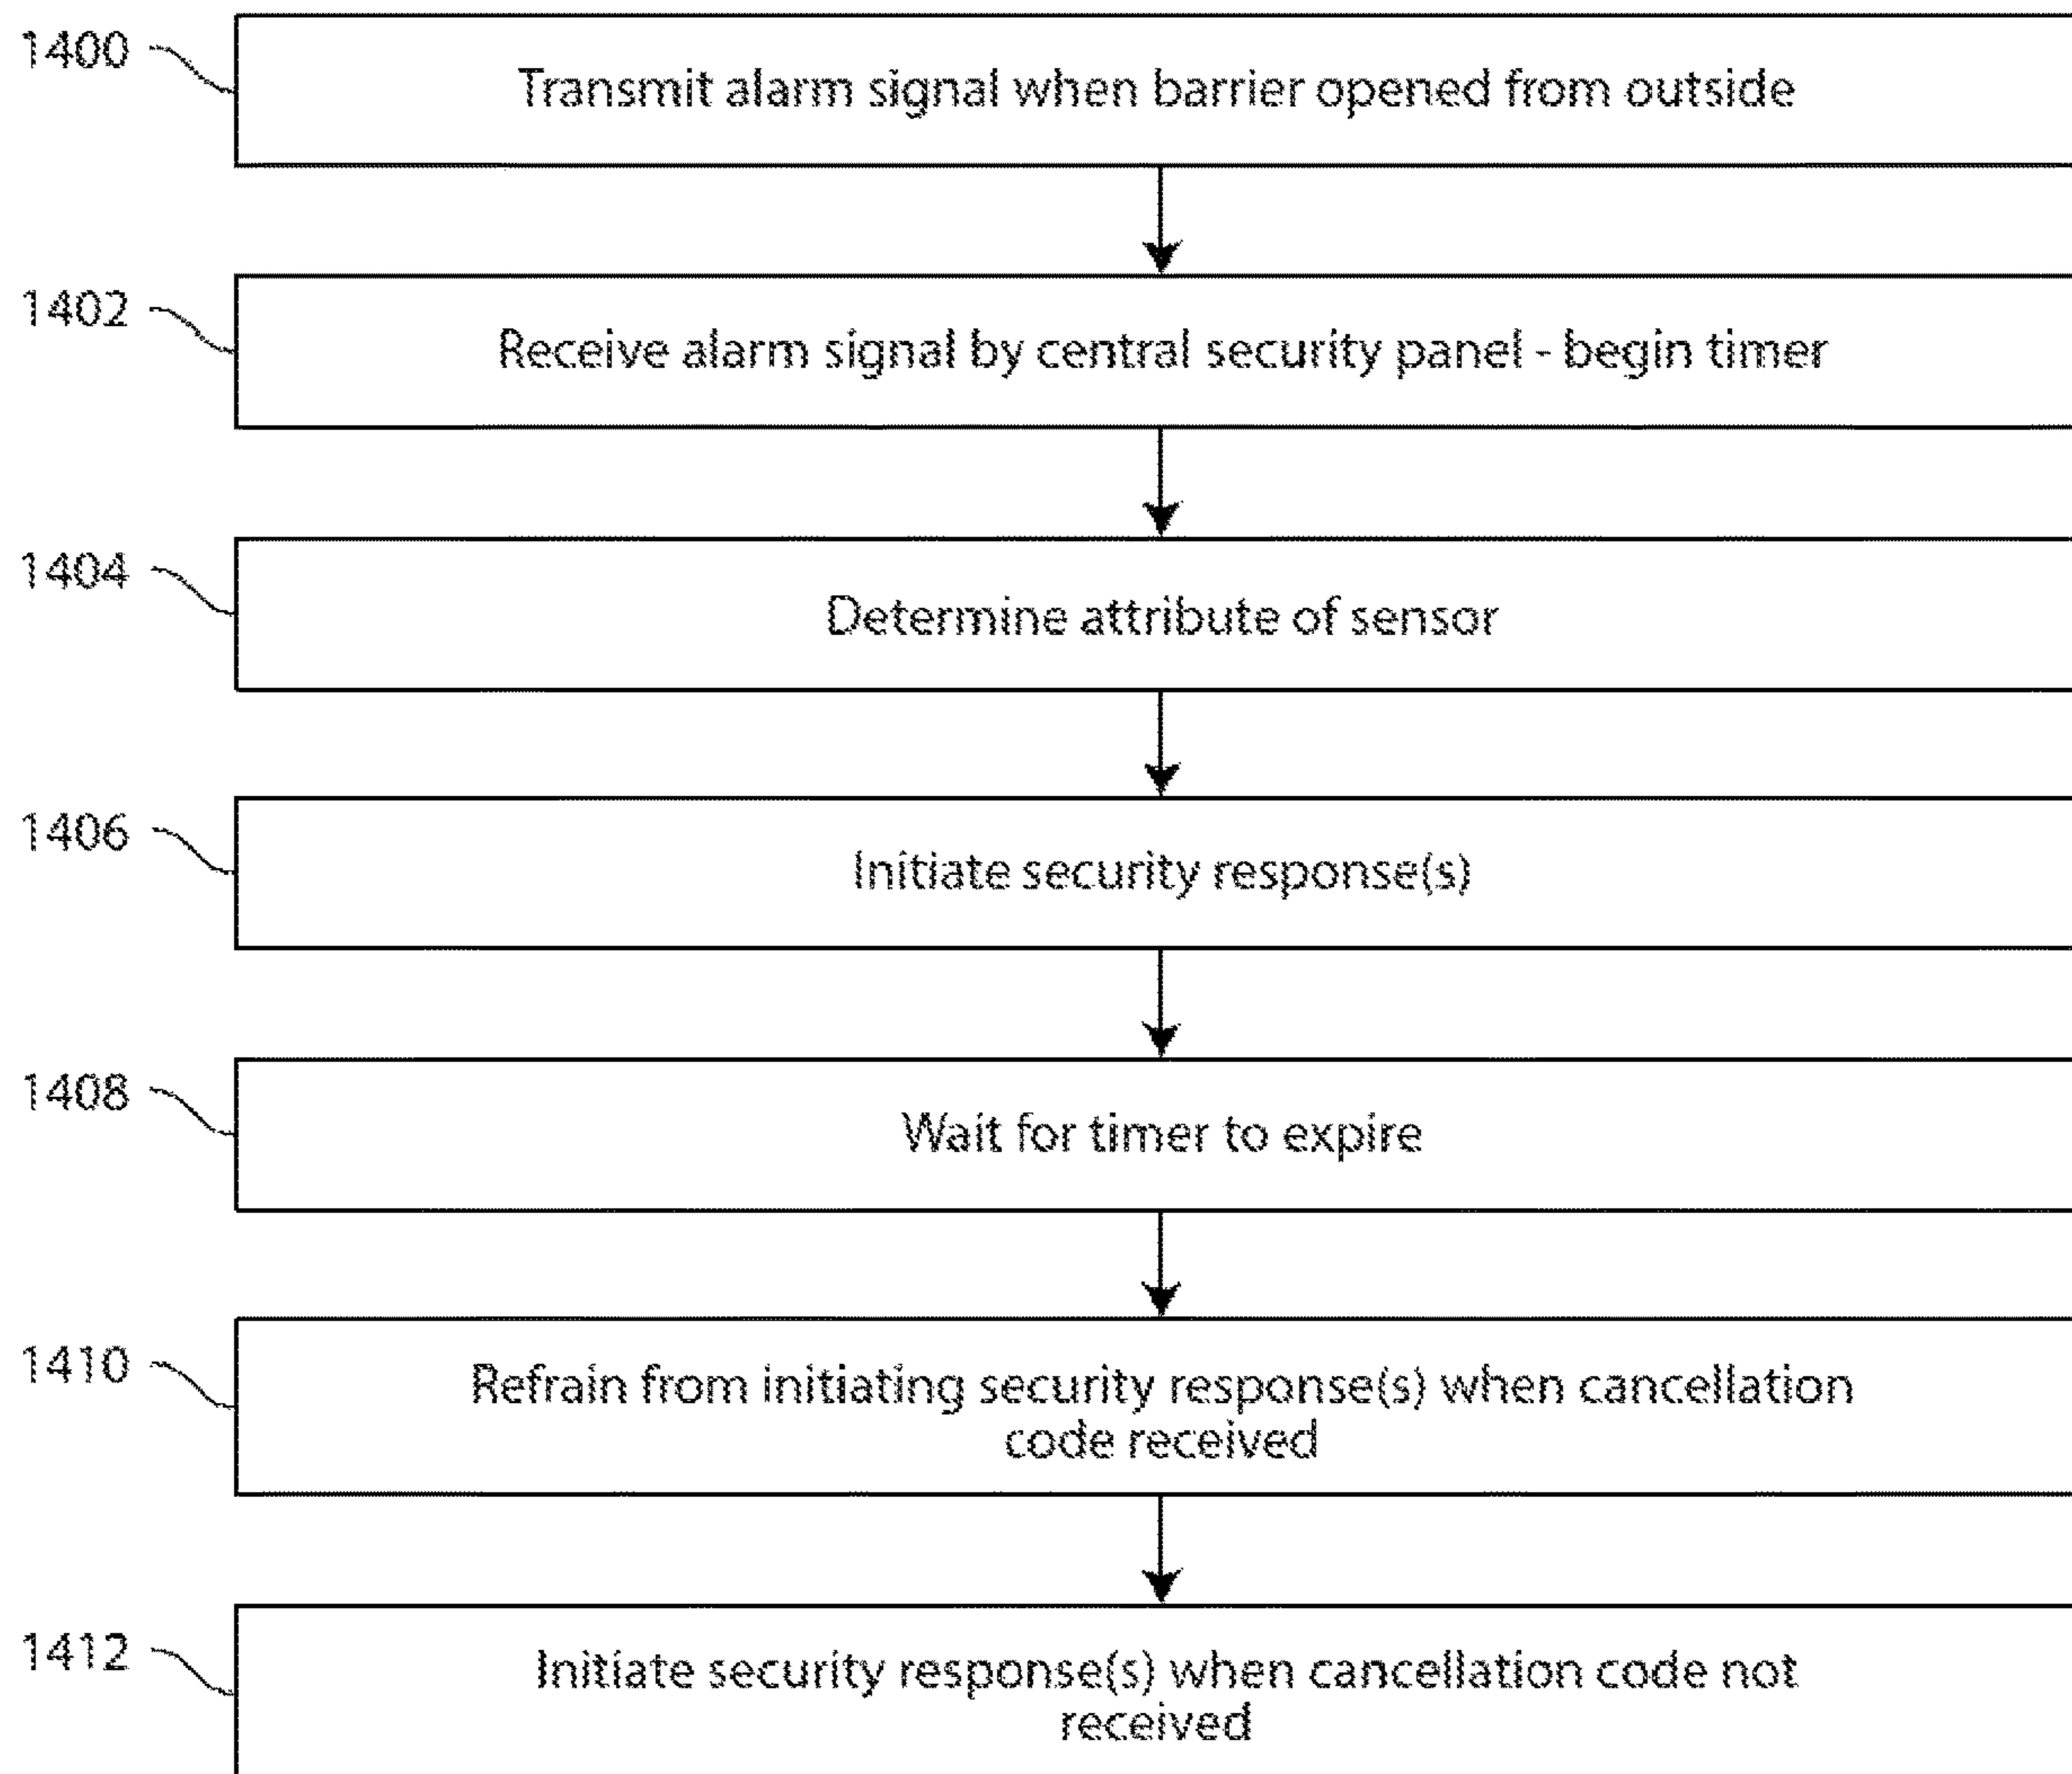 1400
Transmit alarm signal when barrier opened from outside
1402
Receive alarm signal by central security panel - begin timer
1404
Determine attribute of sensor
1406
Initiate security response(s)
1408
Wait for timer to expire
1410
Refrain from initiating security response(s) when cancellation
code received
1412
Initiate security response(s) when cancellation code not
received